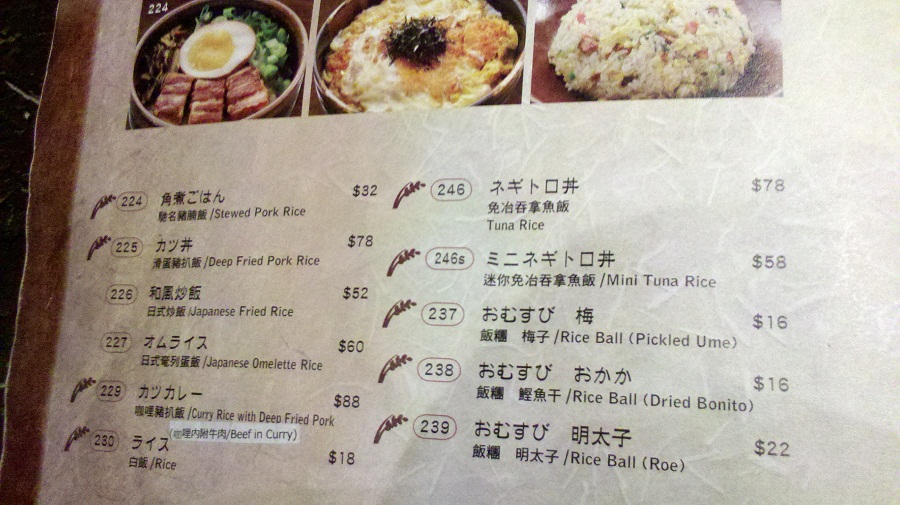 224
224 角煮ごはん $32
馳名豬腩飯/Stewed Pork Rice
225 カツ丼 $78
滑蛋豬扒飯/Deep Fried Pork Rice
226 和風炒飯 $52
日式炒飯/Japanese Fried Rice
227 オムライス $60
日式奄列蛋飯/Japanese Omelette Rice
229 カツカレー $88
咖哩豬扒飯/Curry Rice with Deep Fried Pork
(咖哩內附牛肉/Beef in Curry)
230 ライス $18
白飯/Rice
246 ネギトロ丼 $78
免治吞拿魚飯
Tuna Rice
246s ミニネギトロ丼 $58
迷你免治吞拿魚飯/Mini Tuna Rice
237 おむすび 梅 $16
飯糰 梅子/Rice Ball (Pickled Ume)
238 おむすび おかか $16
飯糰 鰹魚干/Rice Ball (Dried Bonito)
239 おむすび 明太子 $22
飯糰 明太子/Rice Ball (Roe)